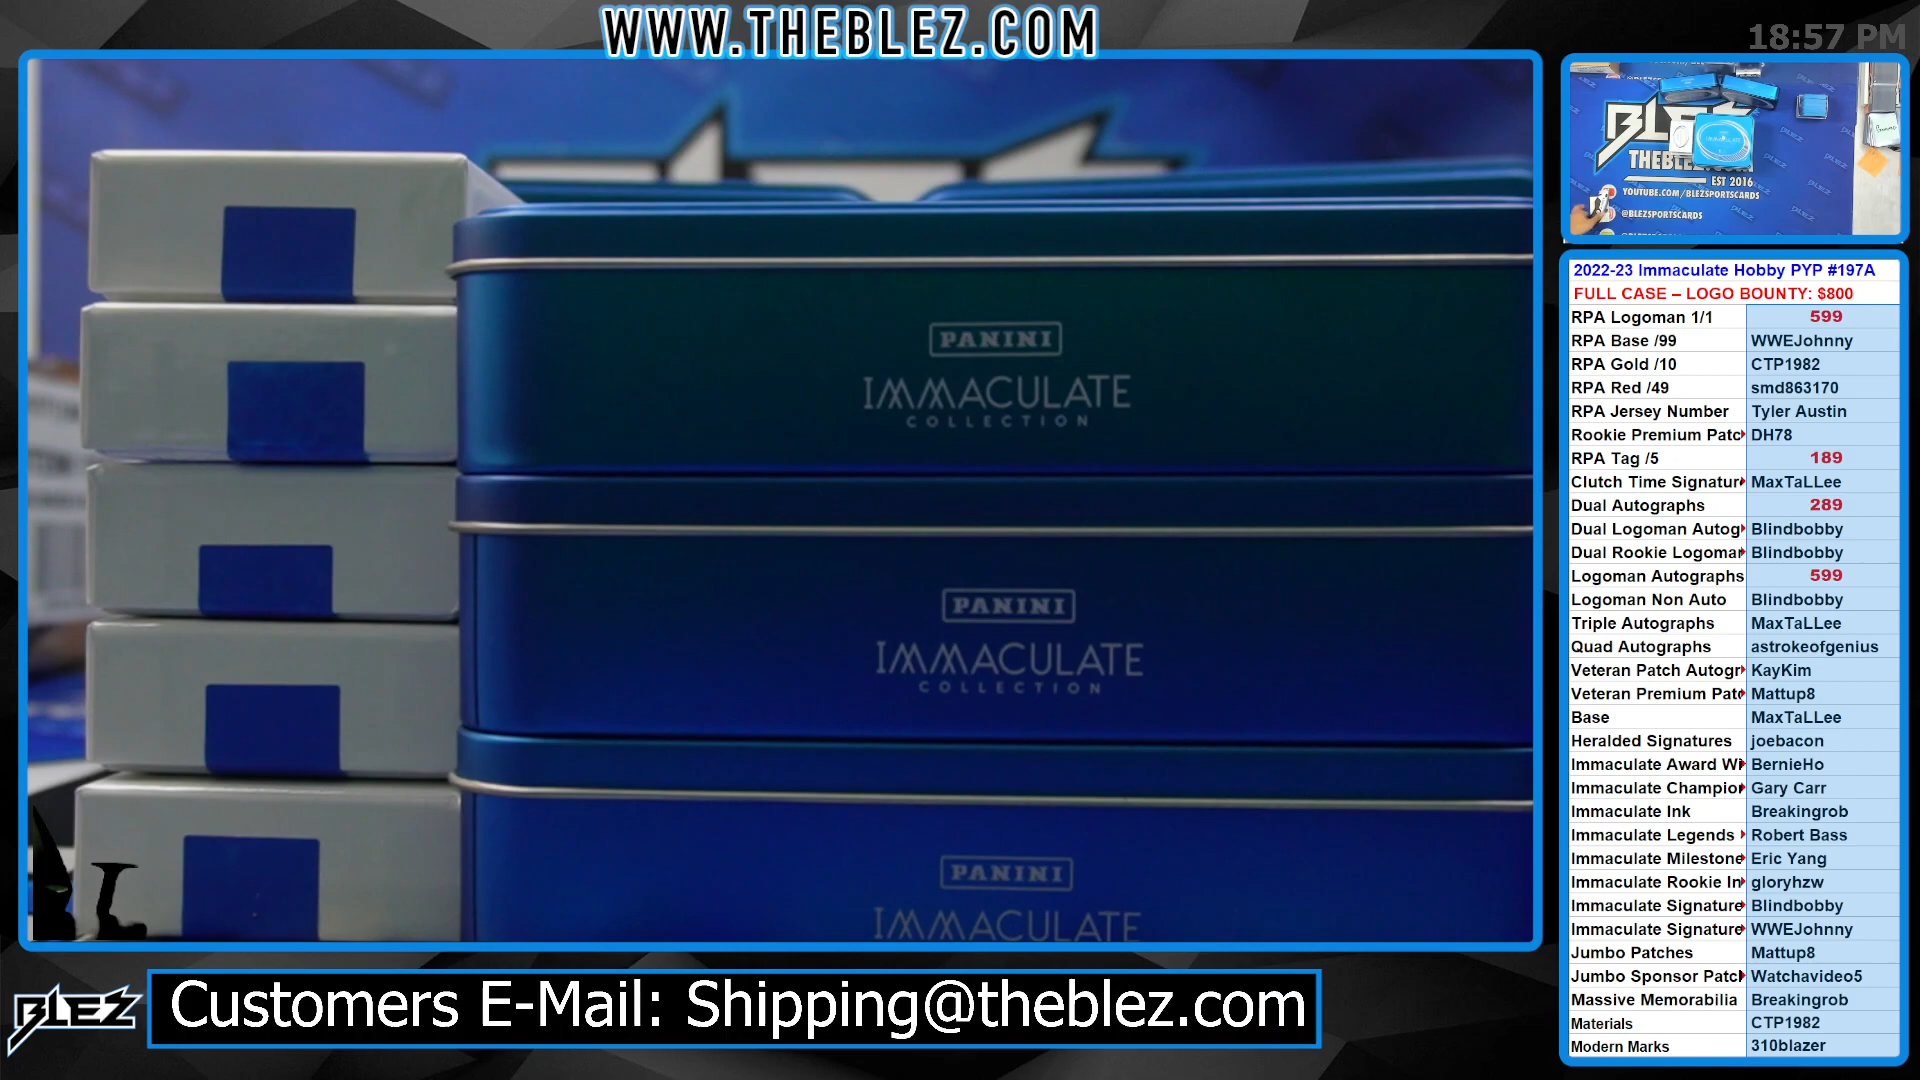 WWW.THEBLEZ.COM
18:57 PM
PANINI
IMMACULATE
COLLECTION
PANINI
IMMACULATE
COLLECTION
PANINI
IMMACULATE
BLEZ
THEBLEZ
EST 2016
YOUTUBE.COM/BLEZSPORTSCARDS
@BLEZSPORTSCARDS
2022-23 Immaculate Hobby PYP #197A
FULL CASE – LOGO BOUNTY: $800
RPA Logoman 1/1 599
RPA Base /99 WWEJohnny
RPA Gold /10 CTP1982
RPA Red /49 smd863170
RPA Jersey Number Tyler Austin
Rookie Premium Patc DH78
RPA Tag /5 189
Clutch Time Signatur MaxTaLLee
Dual Autographs 289
Dual Logoman Autog Blindbobby
Dual Rookie Logoman Blindbobby
Logoman Autographs 599
Logoman Non Auto Blindbobby
Triple Autographs MaxTaLLee
Quad Autographs astrokeofgenius
Veteran Patch Autogr KayKim
Veteran Premium Patc Mattup8
Base MaxTaLLee
Heralded Signatures joebacon
Immaculate Award Wi BernieHo
Immaculate Champion Gary Carr
Immaculate Ink Breakingrob
Immaculate Legends Robert Bass
Immaculate Milestone Eric Yang
Immaculate Rookie In gloryhzw
Immaculate Signature Blindbobby
Immaculate Signature WWEJohnny
Jumbo Patches Mattup8
Jumbo Sponsor Patch Watchavideo5
Massive Memorabilia Breakingrob
Materials CTP1982
Modern Marks 310blazer
BLEZ
Customers E-Mail: Shipping@theblez.com